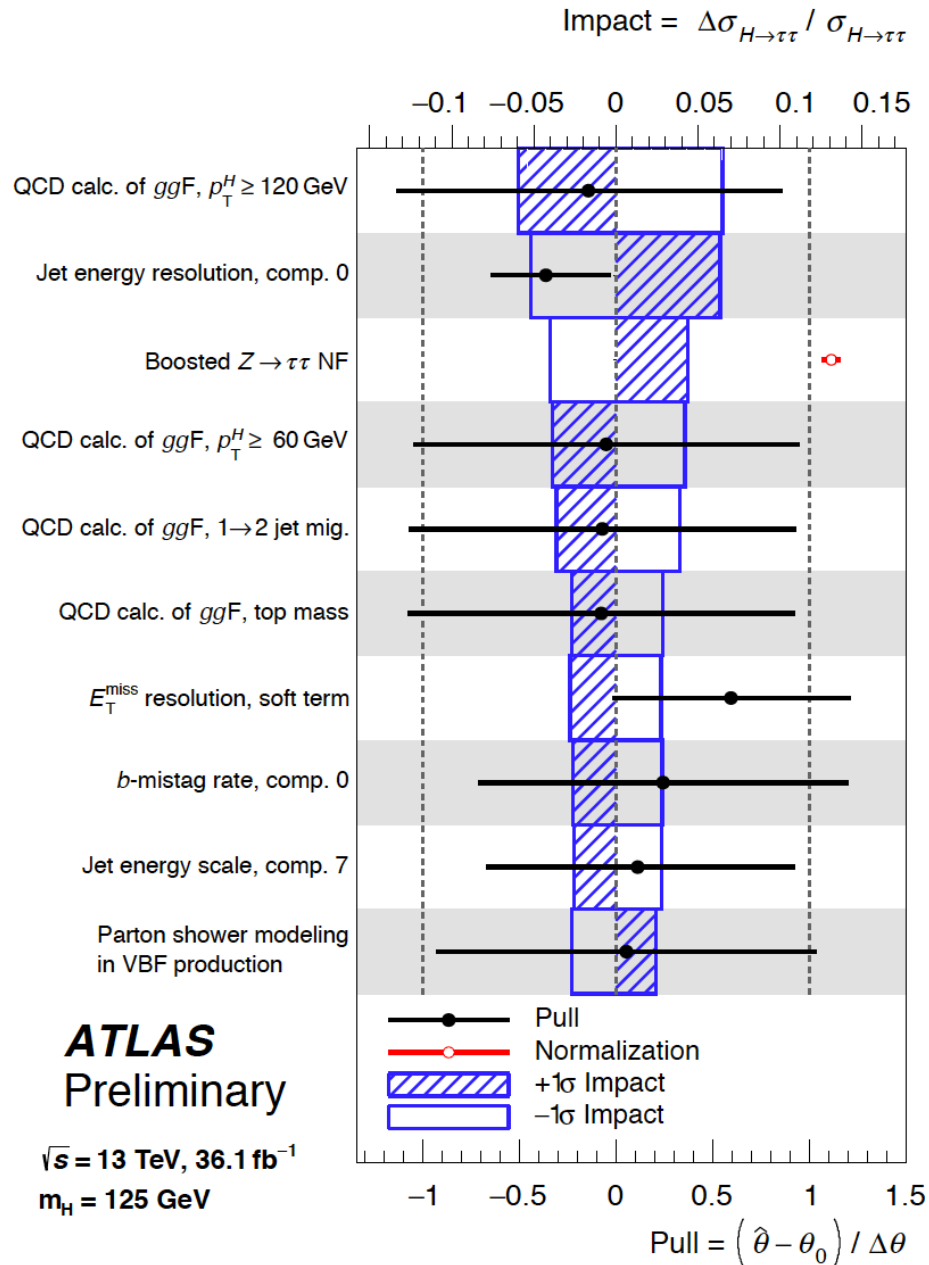 Impact = Δσ_{H→ττ} / σ_{H→ττ}
−0.1 −0.05 0 0.05 0.1 0.15
QCD calc. of ggF, p_T^H ≥ 120 GeV
Jet energy resolution, comp. 0
Boosted Z → ττ NF
QCD calc. of ggF, p_T^H ≥ 60 GeV
QCD calc. of ggF, 1→2 jet mig.
QCD calc. of ggF, top mass
E_T^miss resolution, soft term
b-mistag rate, comp. 0
Jet energy scale, comp. 7
Parton shower modeling
in VBF production
ATLAS
Preliminary
√s = 13 TeV, 36.1 fb⁻¹
m_H = 125 GeV
Pull
Normalization
+1σ Impact
−1σ Impact
−1 −0.5 0 0.5 1 1.5
Pull = (θ̂ − θ₀) / Δθ